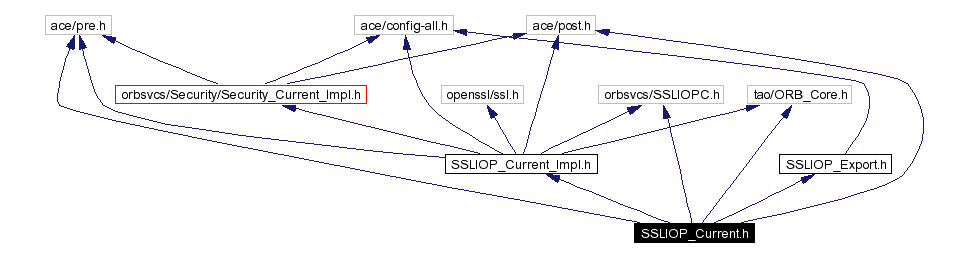 ace/pre.h
ace/config-all.h
ace/post.h
orbsvcs/Security/Security_Current_Impl.h
openssl/ssl.h
orbsvcs/SSLIOPC.h
tao/ORB_Core.h
SSLIOP_Current_Impl.h
SSLIOP_Export.h
SSLIOP_Current.h